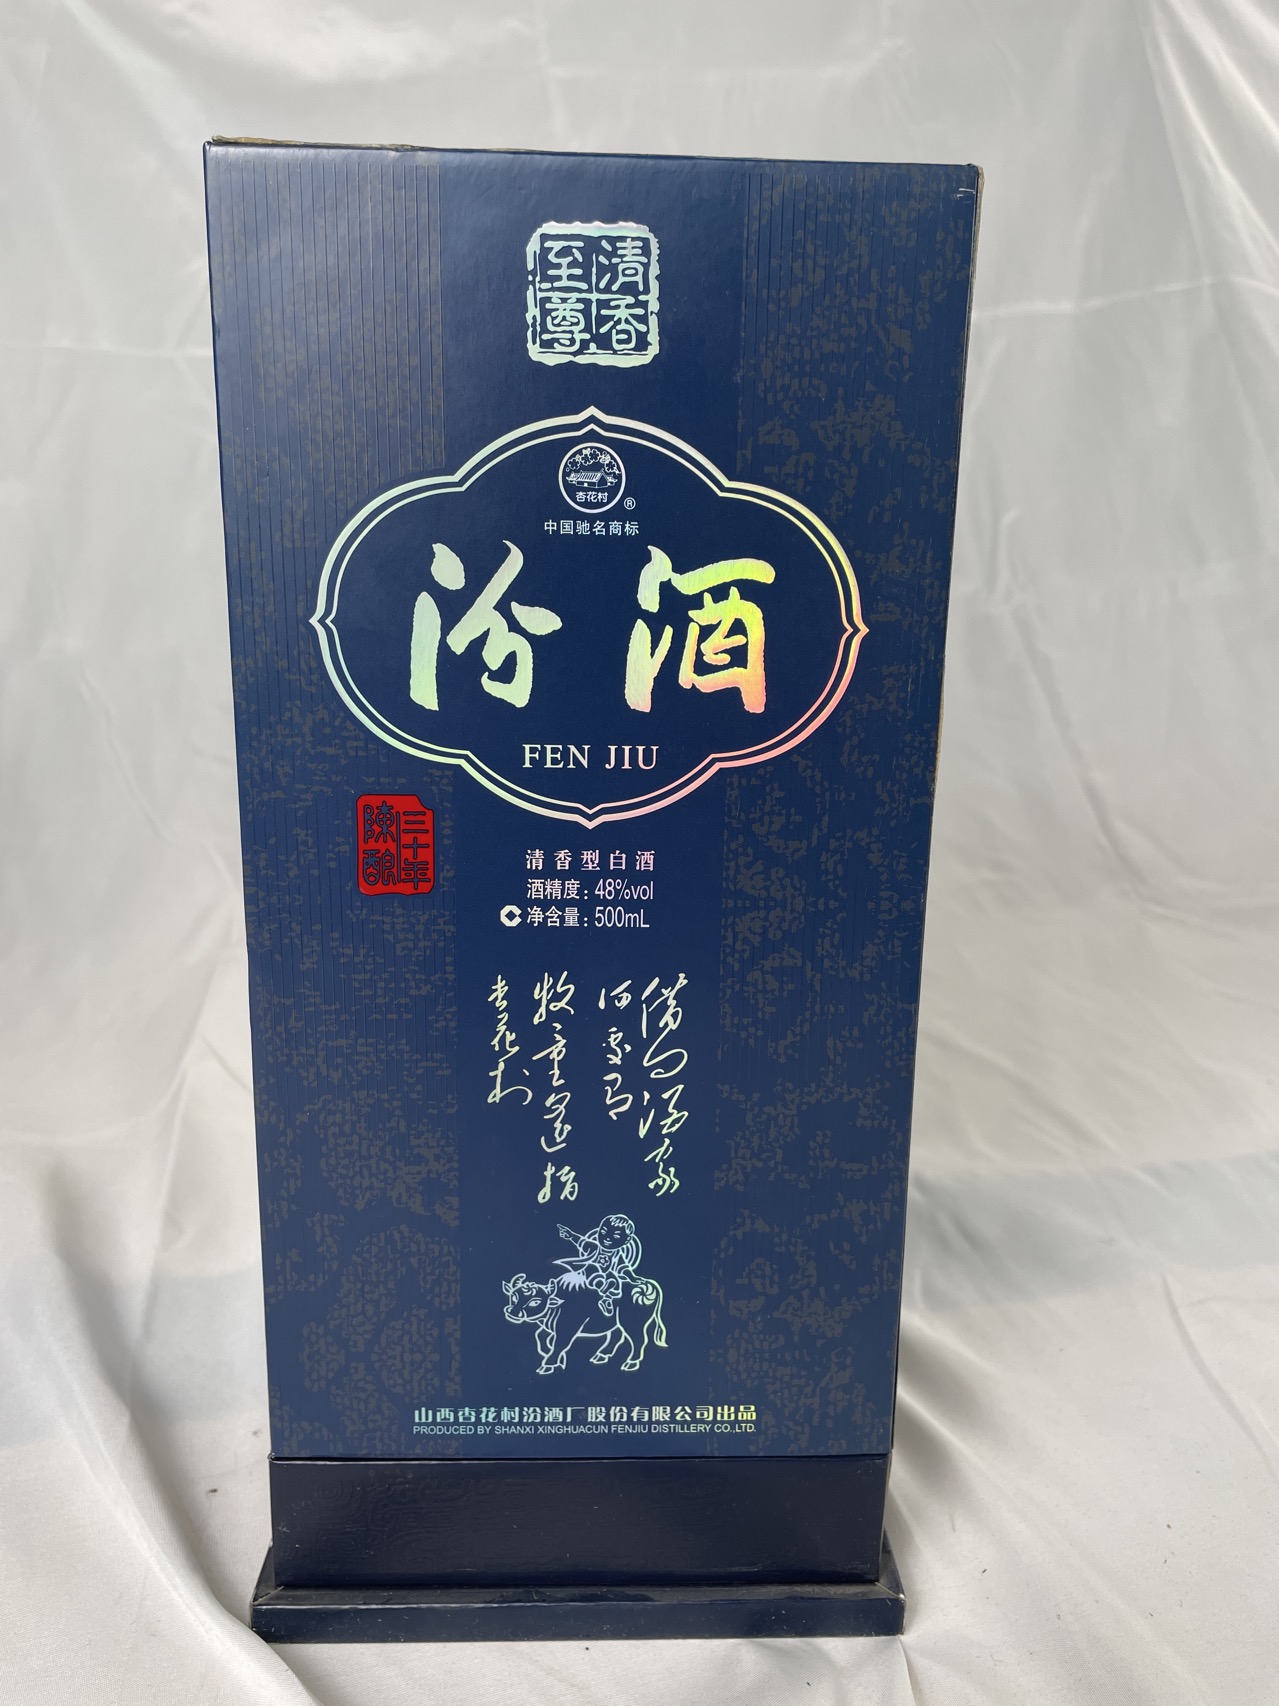 清香
至尊
杏花村
®
中国驰名商标
汾酒
FEN JIU
三十年
陳酿
清香型白酒
酒精度：48%vol
净含量：500mL
借问酒家
何处有
牧童遥指
杏花村
山西杏花村汾酒厂股份有限公司出品
PRODUCED BY SHANXI XINGHUACUN FENJIU DISTILLERY CO.,LTD.